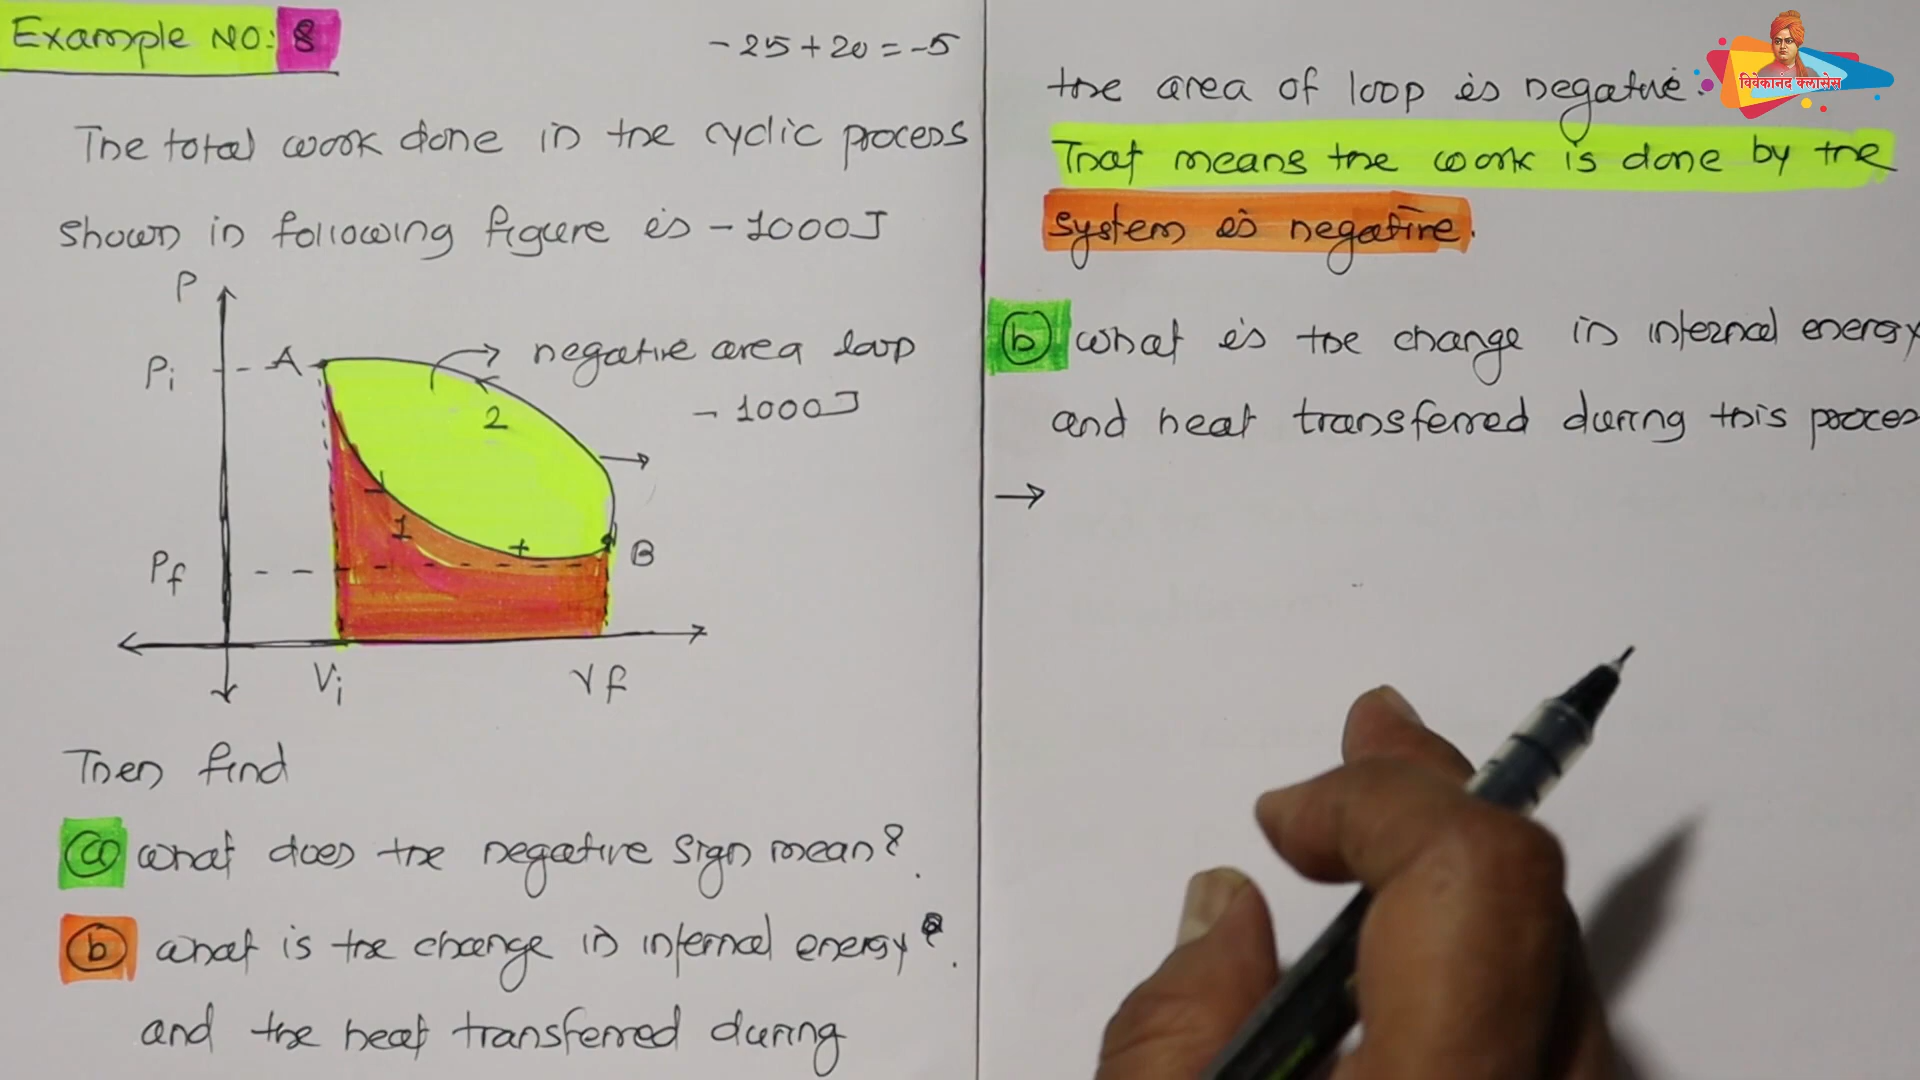 Example NO: 8
- 25 + 20 = -5
The total work done in the cyclic process
shown in following figure is - 1000J
P
Pi
A
negative area loop
- 1000J
2
1
B
Pf
Vi
Vf
Then find
(a) what does the negative sign mean?
(b) what is the change in internal energy?
and the heat transferred during
the area of loop is negative.
That means the work is done by the
system is negative.
(b) what is the change in internal energy
and heat transferred during this proces
→
विवेकानंद क्लासेस